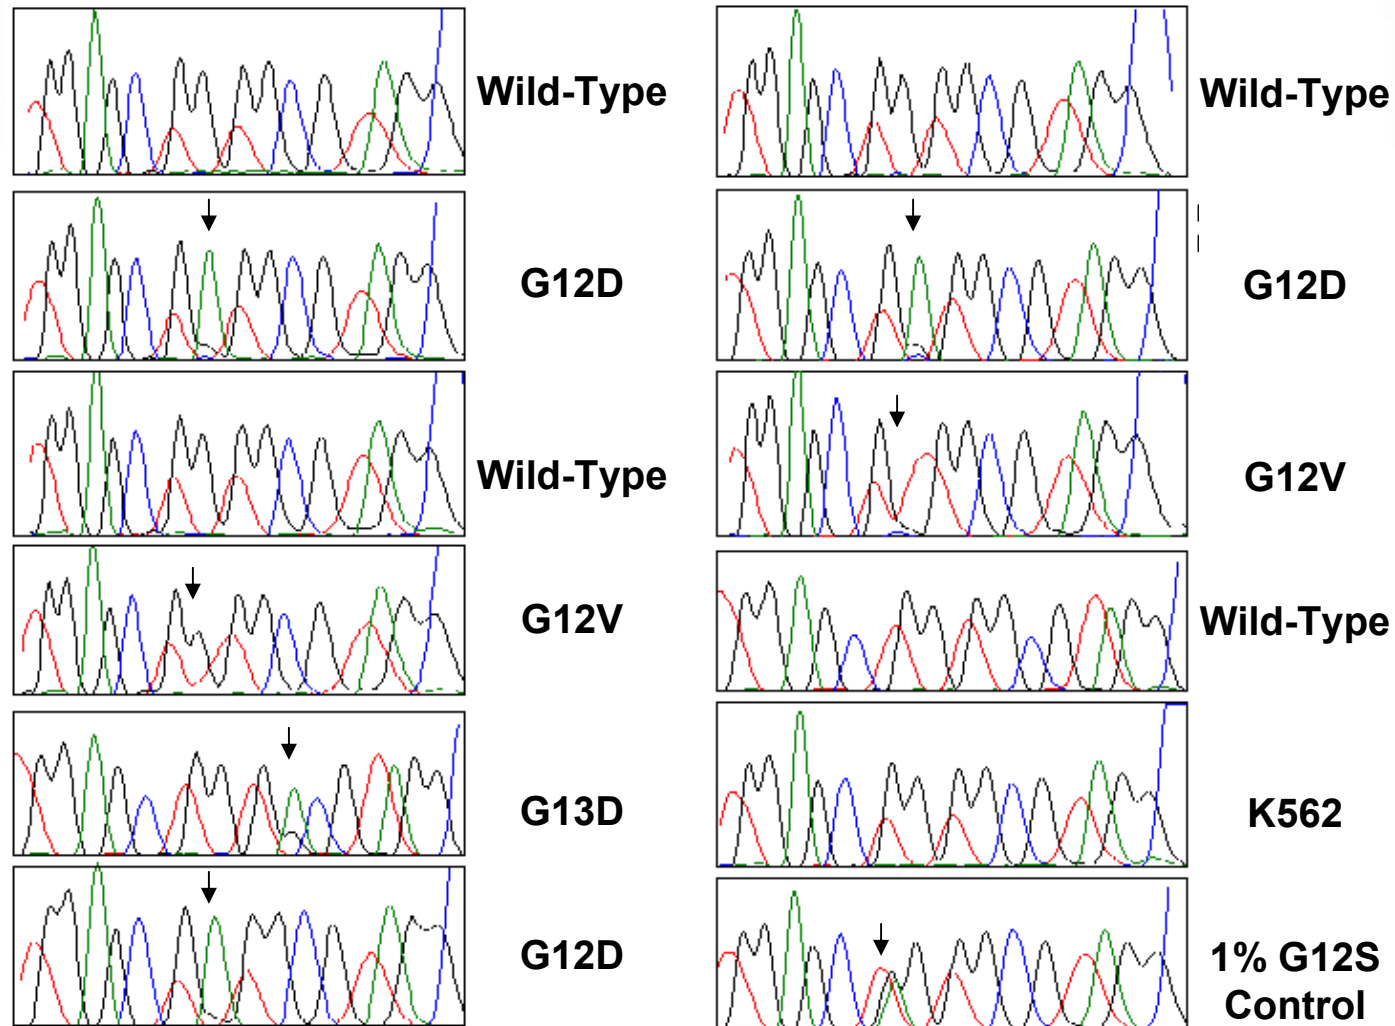 Wild-Type
G12D
Wild-Type
G12V
G13D
G12D
Wild-Type
G12D
G12V
Wild-Type
K562
1% G12S
Control